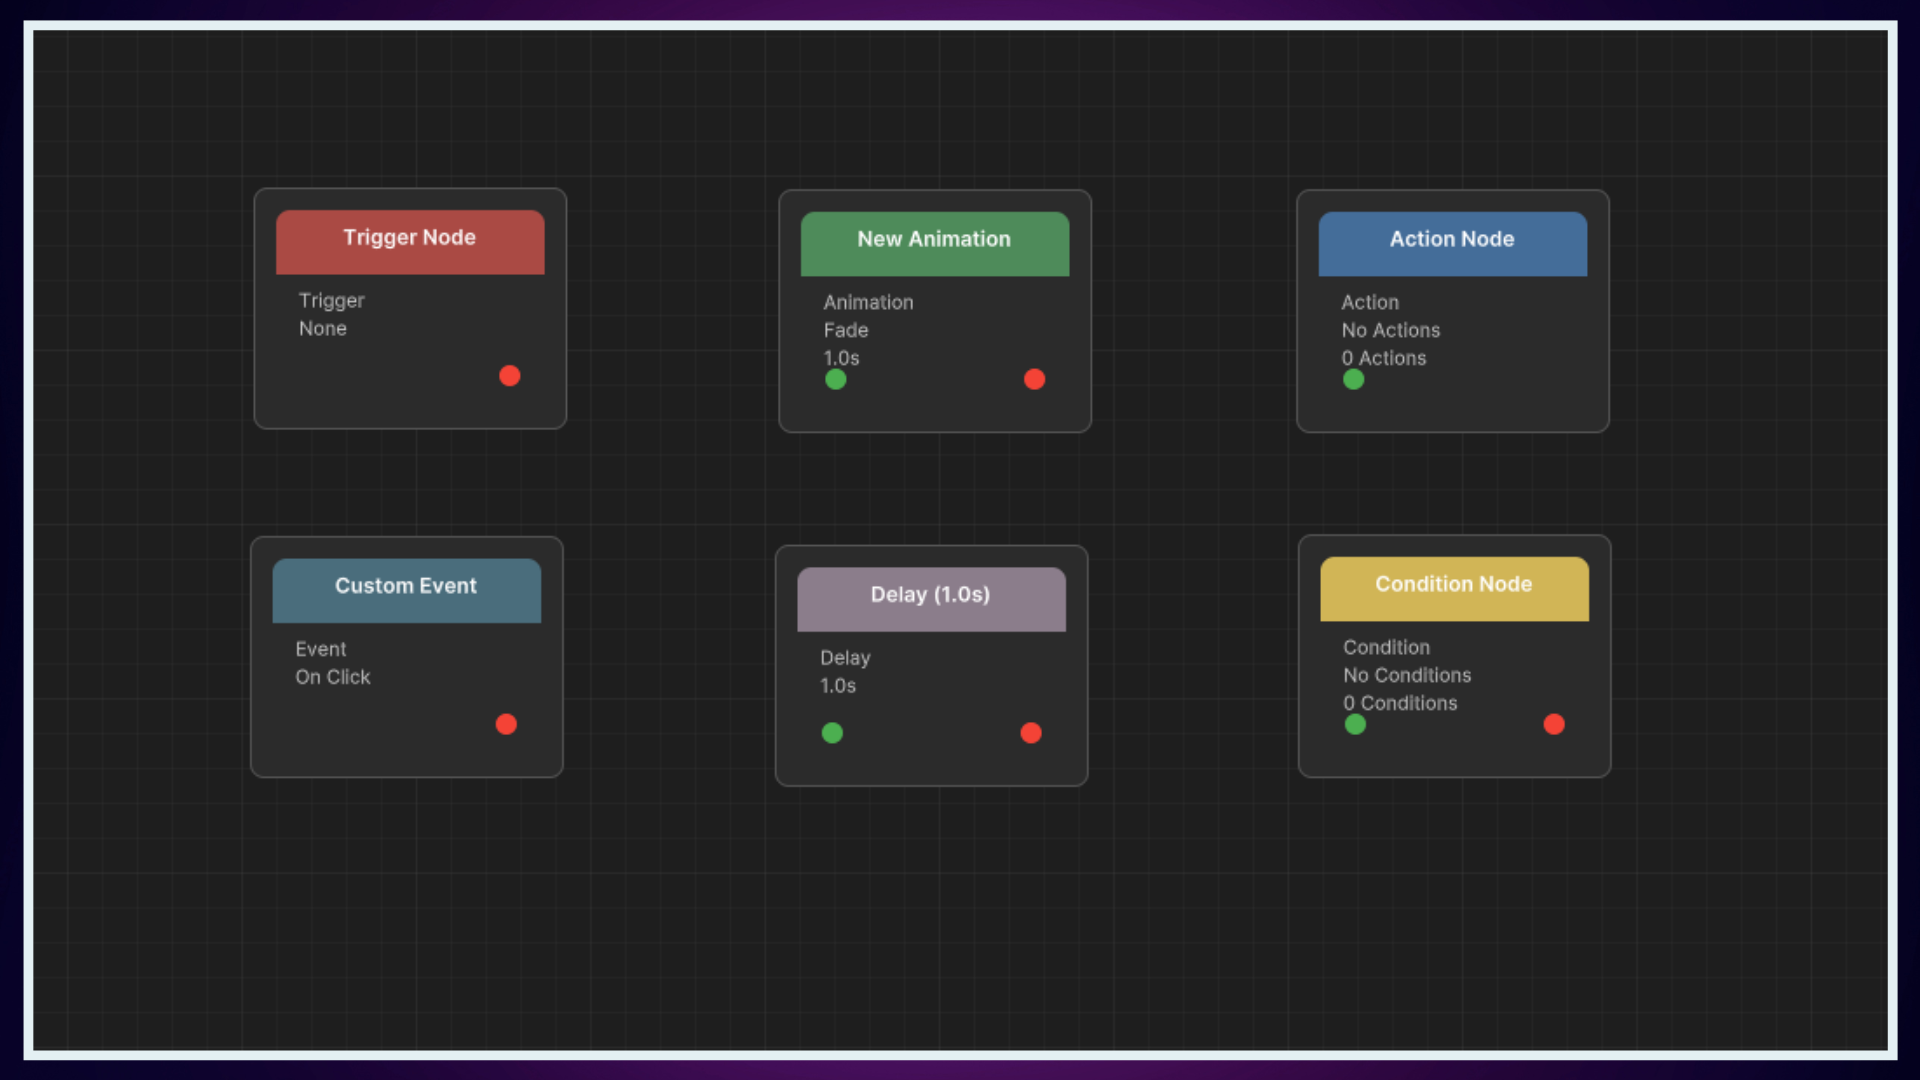 Trigger Node
Trigger
None
New Animation
Animation
Fade
1.0s
Action Node
Action
No Actions
0 Actions
Custom Event
Event
On Click
Delay (1.0s)
Delay
1.0s
Condition Node
Condition
No Conditions
0 Conditions